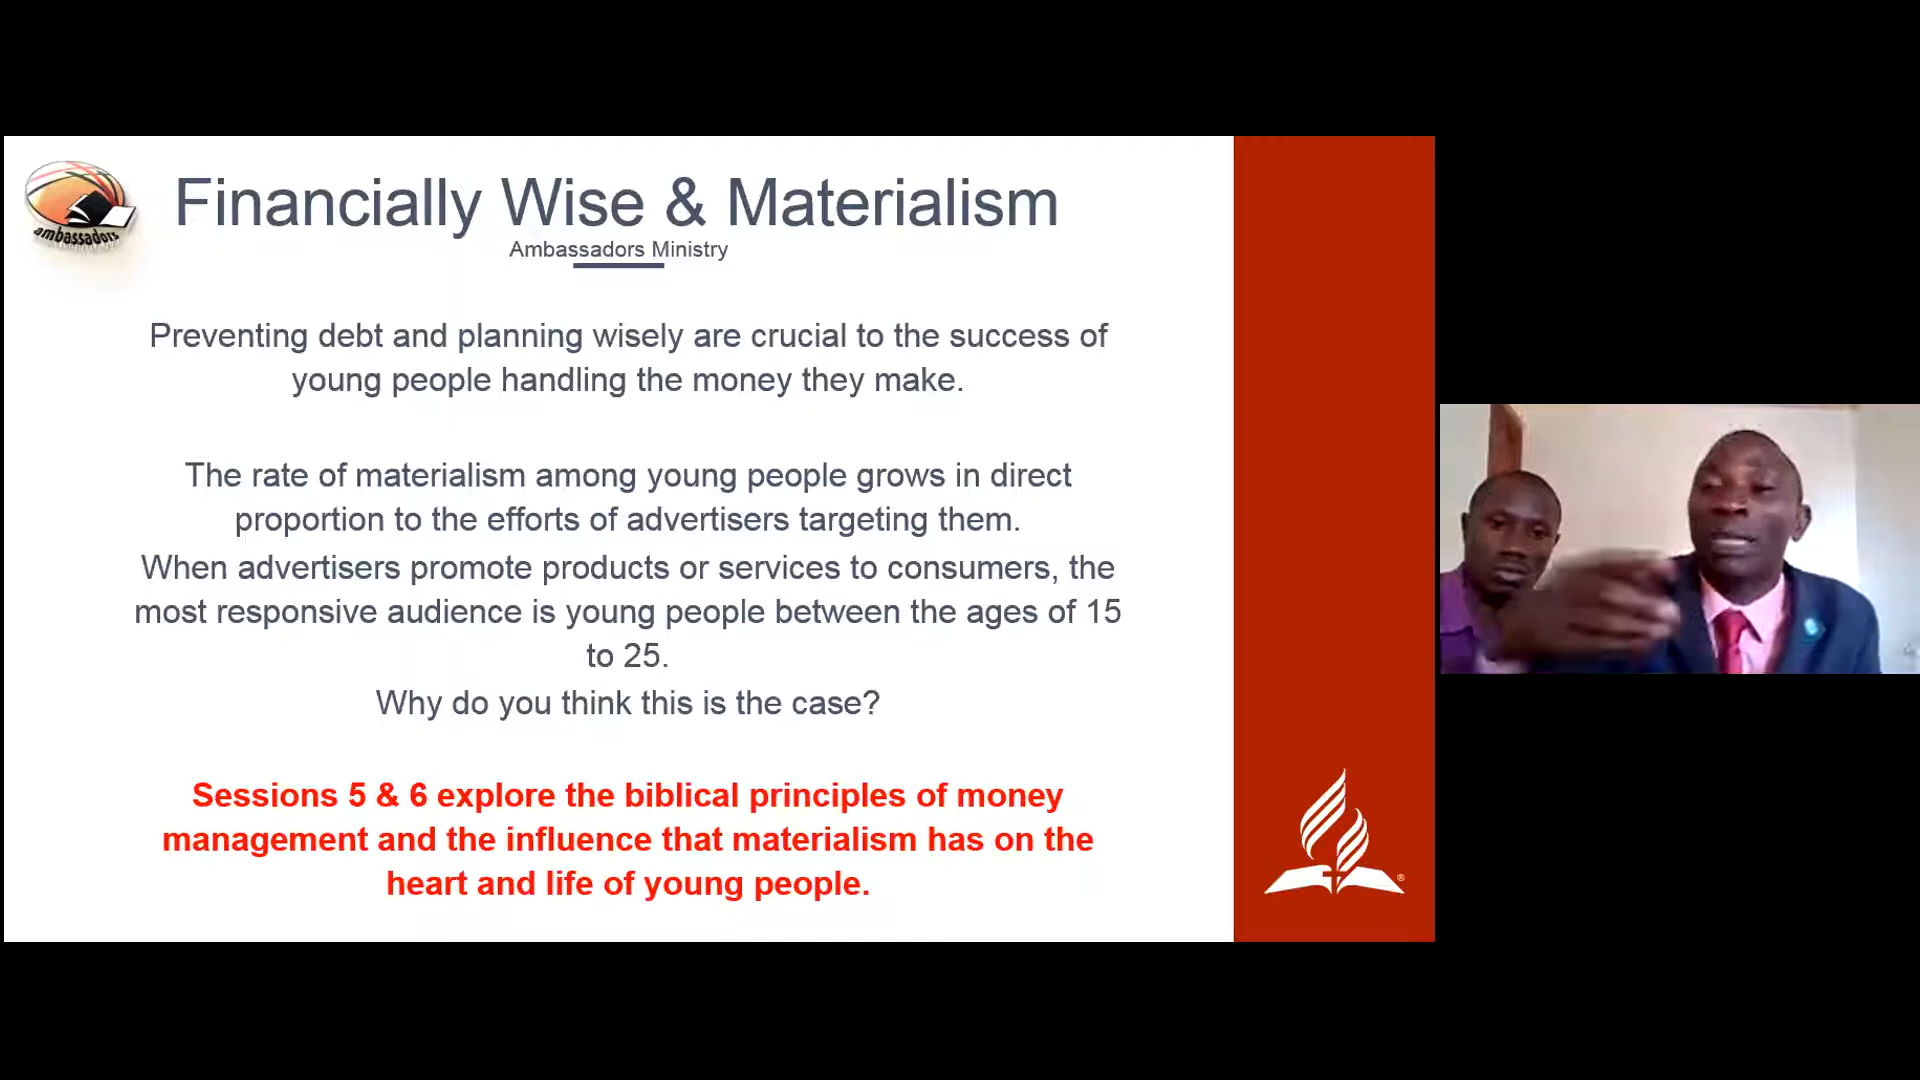 ambassadors
Financially Wise & Materialism
Ambassadors Ministry
Preventing debt and planning wisely are crucial to the success of
young people handling the money they make.
The rate of materialism among young people grows in direct
proportion to the efforts of advertisers targeting them.
When advertisers promote products or services to consumers, the
most responsive audience is young people between the ages of 15
to 25.
Why do you think this is the case?
Sessions 5 & 6 explore the biblical principles of money
management and the influence that materialism has on the
heart and life of young people.
®